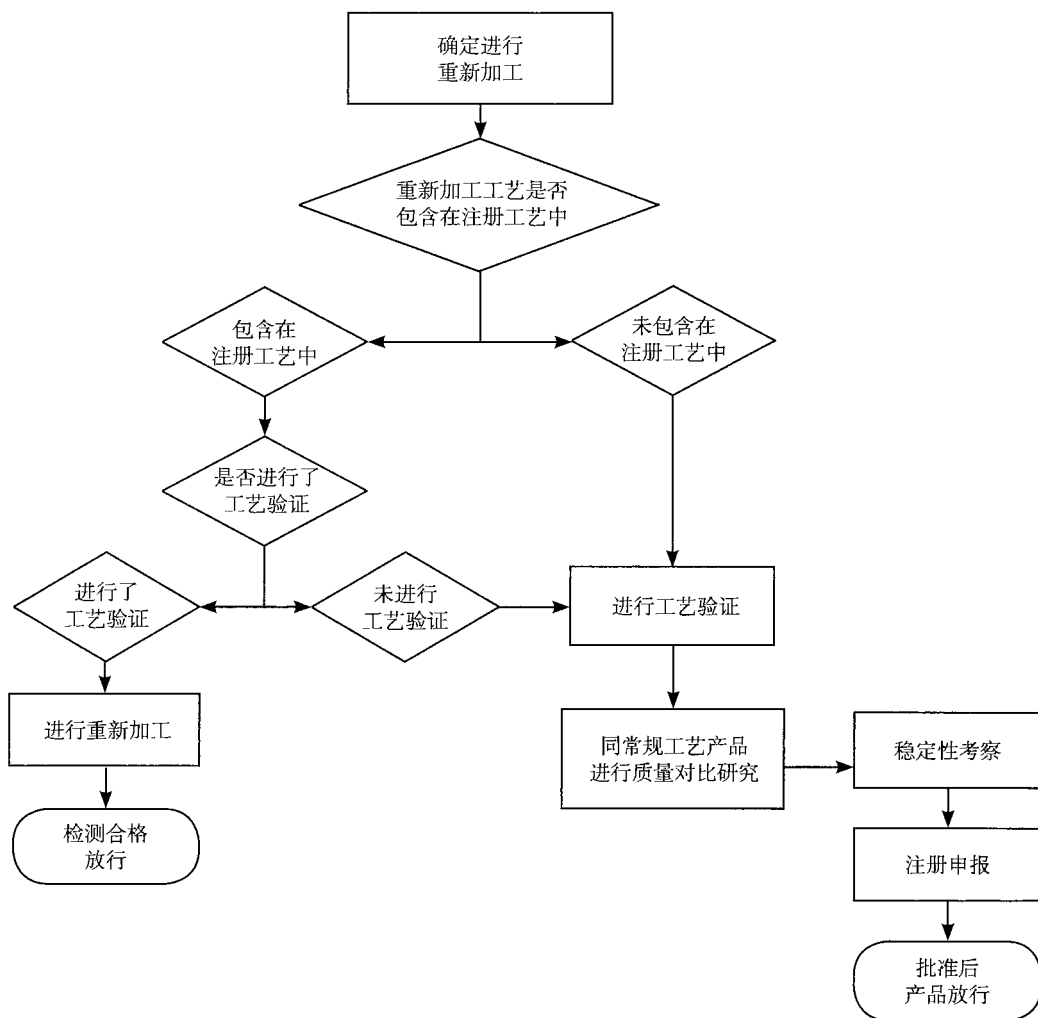 确定进行
重新加工
重新加工工艺是否
包含在注册工艺中
包含在
注册工艺中
未包含在
注册工艺中
是否进行了
工艺验证
进行了
工艺验证
未进行
工艺验证
进行工艺验证
进行重新加工
同常规工艺产品
进行质量对比研究
稳定性考察
检测合格
放行
注册申报
批准后
产品放行